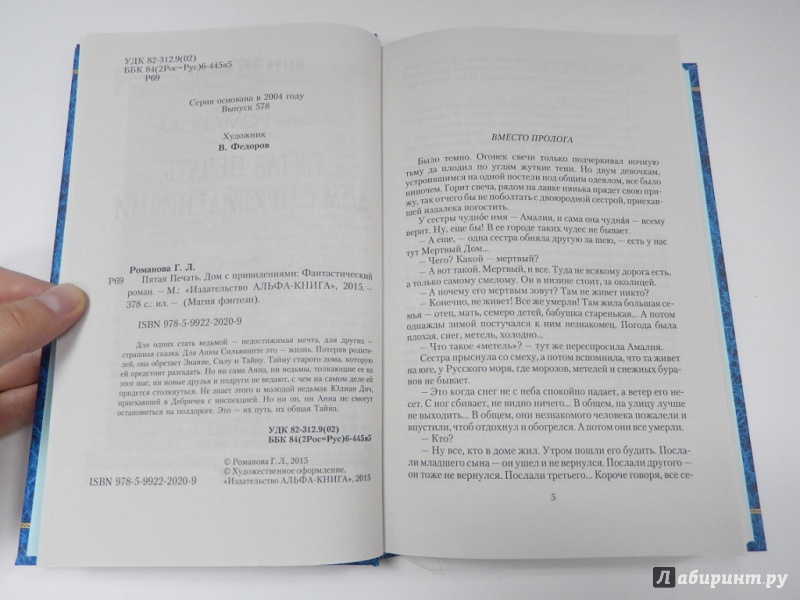 УДК 82-312.9(02)
ББК 84(2Рос=Рус)6-445я5
Р69
Серия основана в 2004 году
Выпуск 578
Художник
В. Федоров
Романова Г. Л.
Р69 Пятая Печать. Дом с привидениями: Фантастический
роман. — М.: «Издательство АЛЬФА-КНИГА», 2015. —
378 с.: ил. — (Магия фэнтези).
ISBN 978-5-9922-2020-9
Для одних стать ведьмой — недостижимая мечта, для других —
страшная сказка. Для Анны Сильвяните это — жизнь. Потеряв родите-
лей, она обретает Звание, Силу и Тайну. Тайну старого дома, которую
ей предстоит разгадать. Но ни сама Анна, ни ведьмы, толкающие ее на
этот шаг, ни новые друзья и подруги не ведают, с чем на самом деле ей
придется столкнуться. Не знает этого и молодой ведьмак Юлиан Дич,
приехавший в Дебричев с инспекцией. Но ни он, ни Анна не смогут
остановиться на полдороге. Это — их путь, их общая Тайна.
УДК 82-312.9(02)
ББК 84(2Рос=Рус)6-445я5
© Романова Г. Л., 2015
© Художественное оформление,
ISBN 978-5-9922-2020-9 «Издательство АЛЬФА-КНИГА», 2015
ВМЕСТО ПРОЛОГА
Было темно. Огонек свечи только подчеркивал ночную
тьму да плодил по углам жуткие тени. Но двум девочкам,
устроившимся на одной постели под общим одеялом, все было
нипочем. Горит свеча, рядом на лавке нянька прядет свою пря-
жу, так отчего бы не поболтать с двоюродной сестрой, приехав-
шей издалека погостить.
У сестры чуднóе имя — Амалия, и сама она чуднáя — всему
верит. Ну, еще бы! В ее городе таких чудес не бывает.
— А еще, — одна сестра обняла другую за шею, — есть у нас
тут Мертвый Дом...
— Чего? Какой — мертвый?
— А вот такой. Мертвый, и все. Туда не всякому дорога есть,
а только самому смелому. Он в низине стоит, за околицей.
— А почему его мертвым зовут? Там не живет никто?
— Конечно, не живет! Все же умерли! Там жила большая се-
мья — отец, мать, семеро детей, бабушка старенькая... А потом
однажды зимой постучался к ним незнакомец. Погода была
плохая, снег, метель, холодно...
— Что такое «метель»? — тут же переспросила Амалия.
Сестра прыснула со смеху, а потом вспомнила, что та живет
на юге, у Русского моря, где морозов, метелей и снежных бура-
нов не бывает.
— Это когда снег не с неба спокойно падает, а ветер его не-
сет. С ног сбивает, не видно ничего... В общем, на улицу лучше
не выходить... В общем, они незнакомого человека пожалели и
впустили, чтоб отдохнул и обогрелся. А потом они все умерли.
— Кто?
— Ну все, кто в доме жил. Утром пошли его будить. Посла-
ли младшего сына — он ушел и не вернулся. Послали другого —
он тоже не вернулся. Послали третьего... Короче говоря, все се-
5
Лабиринт.ру